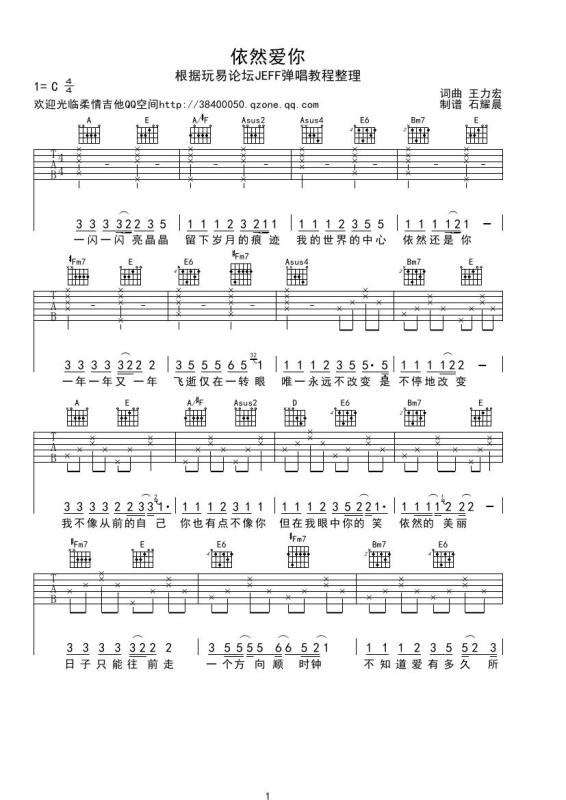 依然爱你
根据玩易论坛JEFF弹唱教程整理
1= C 4/4
词曲 王力宏
欢迎光临柔情吉他QQ空间http://38400050.qzone.qq.com
制谱 石耀晨
A E A/#F Asus2 Asus4 E6 Bm7 E
T 4
A 4
B
3 3 3 3 2 2 3 5 | 1 1 1 2 3 2 1 1 | 1 1 1 2 3 5 5 | 1 1 1 1 2 1 –
一闪一闪 亮晶晶 留下岁月的痕迹 我的世界的中心 依然还是你
#Fm7 E E6 #Fm7 E Asus4 Bm7 E
T
A
B
3 3 3 3 3 2 2 2 | 3 5 5 5 5 6 5 1 | 1 1 1 2 3 5 5· 5 | 1 1 1 1 2 2 –
一年一年又 一年 飞逝仅在一转 眼 唯一永远不改变 是 不停地改 变
A E A/#F Asus2 D E6 Bm7 E
T
A
B
3 3 3 3 2 2 3 3 1· | 1 1 1 2 3 2 1 | 1 1 1 2 3 5 2 2 1· | 1 1 1 1 2 2 2 –
我不像从前的自 己 你也有点不像你 但在我眼中你的 笑 依然的 美丽
#Fm7 E E6 #Fm7 Bm7 E6
T
A
B
3 3 3 3 3 2 2 2 | 3 5 5 5 5 6 6 5 2 1 | 1 1 1 2 3 5 5 2 3
日子只能往前走 一个方向顺 时钟 不知道爱有多久 所
1